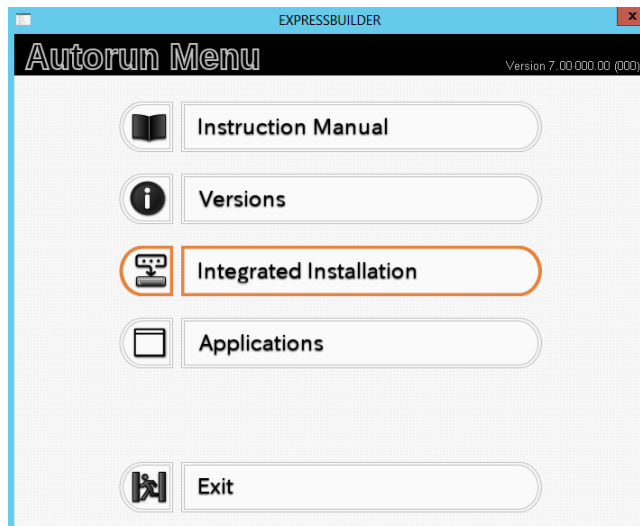 EXPRESSBUILDER
x
Autorun Menu
Version 7.00 000.00 (000)
Instruction Manual
Versions
Integrated Installation
Applications
Exit